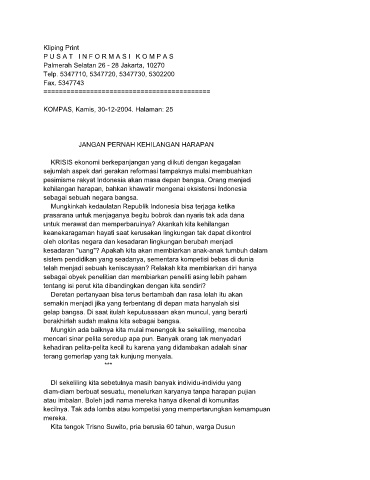 Kliping Print
P U S A T   I N F O R M A S I   K O M P A S
Palmerah Selatan 26 - 28 Jakarta, 10270
Telp. 5347710, 5347720, 5347730, 5302200
Fax. 5347743
=============================================
KOMPAS, Kamis, 30-12-2004. Halaman: 25
JANGAN PERNAH KEHILANGAN HARAPAN
KRISIS ekonomi berkepanjangan yang diikuti dengan kegagalan
sejumlah aspek dari gerakan reformasi tampaknya mulai membuahkan
pesimisme rakyat Indonesia akan masa depan bangsa. Orang menjadi
kehilangan harapan, bahkan khawatir mengenai eksistensi Indonesia
sebagai sebuah negara bangsa.
Mungkinkah kedaulatan Republik Indonesia bisa terjaga ketika
prasarana untuk menjaganya begitu bobrok dan nyaris tak ada dana
untuk merawat dan memperbaruinya? Akankah kita kehilangan
keanekaragaman hayati saat kerusakan lingkungan tak dapat dikontrol
oleh otoritas negara dan kesadaran lingkungan berubah menjadi
kesadaran "uang"? Apakah kita akan membiarkan anak-anak tumbuh dalam
sistem pendidikan yang seadanya, sementara kompetisi bebas di dunia
telah menjadi sebuah keniscayaan? Relakah kita membiarkan diri hanya
sebagai obyek penelitian dan membiarkan peneliti asing lebih paham
tentang isi perut kita dibandingkan dengan kita sendiri?
Deretan pertanyaan bisa terus bertambah dan rasa lelah itu akan
semakin menjadi jika yang terbentang di depan mata hanyalah sisi
gelap bangsa. Di saat itulah keputusasaan akan muncul, yang berarti
berakhirlah sudah makna kita sebagai bangsa.
Mungkin ada baiknya kita mulai menengok ke sekeliling, mencoba
mencari sinar pelita seredup apa pun. Banyak orang tak menyadari
kehadiran pelita-pelita kecil itu karena yang didambakan adalah sinar
terang gemerlap yang tak kunjung menyala.
***
DI sekeliling kita sebetulnya masih banyak individu-individu yang
diam-diam berbuat sesuatu, menelurkan karyanya tanpa harapan pujian
atau imbalan. Boleh jadi nama mereka hanya dikenal di komunitas
kecilnya. Tak ada lomba atau kompetisi yang mempertarungkan kemampuan
mereka.
Kita tengok Trisno Suwito, pria berusia 60 tahun, warga Dusun